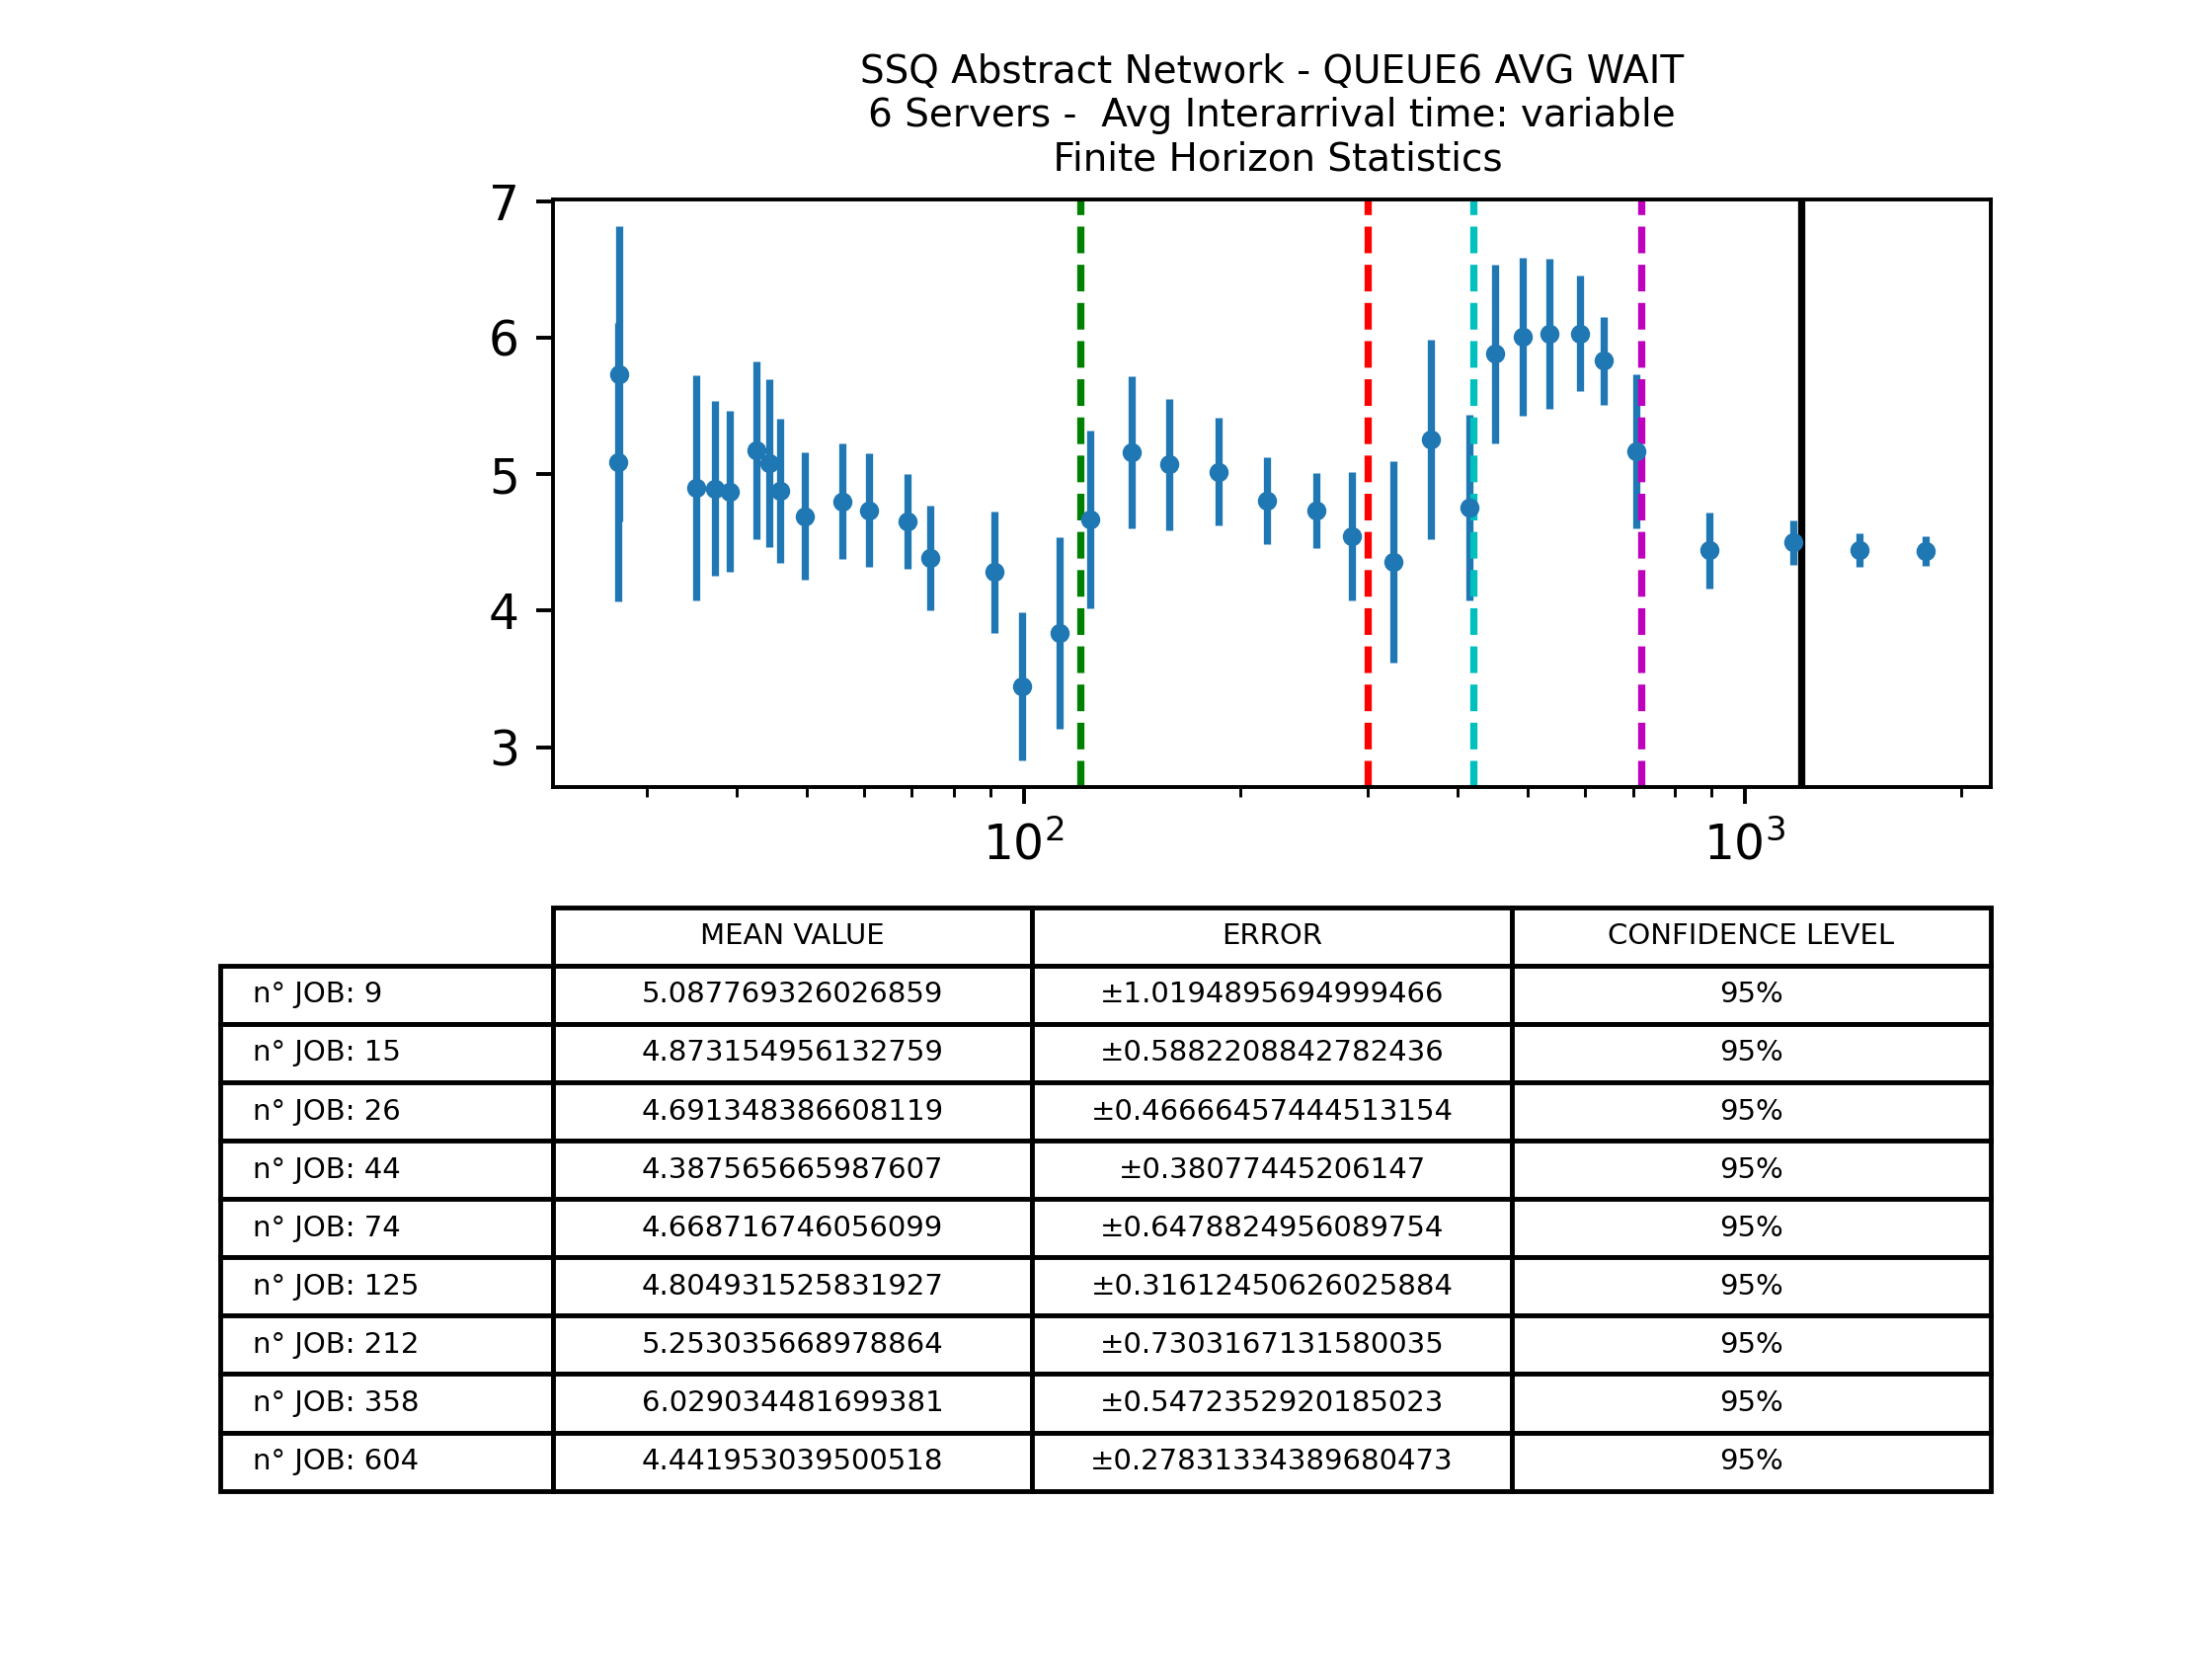 SSQ Abstract Network - QUEUE6 AVG WAIT
6 Servers -  Avg Interarrival time: variable
Finite Horizon Statistics
7
6
5
4
3
10² 10³
MEAN VALUE ERROR CONFIDENCE LEVEL
n° JOB: 9 5.087769326026859 ±1.0194895694999466 95%
n° JOB: 15 4.873154956132759 ±0.5882208842782436 95%
n° JOB: 26 4.691348386608119 ±0.46666457444513154 95%
n° JOB: 44 4.387565665987607 ±0.38077445206147 95%
n° JOB: 74 4.668716746056099 ±0.6478824956089754 95%
n° JOB: 125 4.804931525831927 ±0.31612450626025884 95%
n° JOB: 212 5.253035668978864 ±0.7303167131580035 95%
n° JOB: 358 6.029034481699381 ±0.5472352920185023 95%
n° JOB: 604 4.441953039500518 ±0.27831334389680473 95%